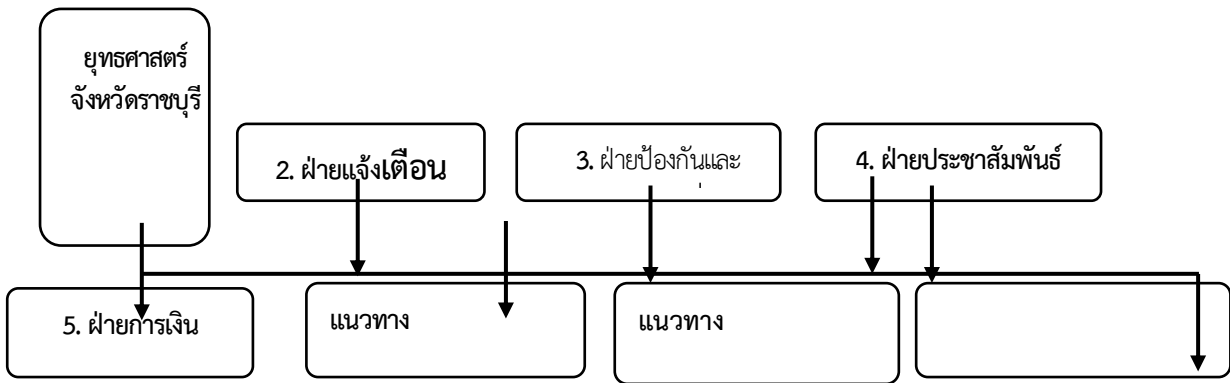 ยุทธศาสตร์
จังหวัดราชบุรี
2. ฝ่ายแจ้งเตือน
3. ฝ่ายป้องกันและ
4. ฝ่ายประชาสัมพันธ์
5. ฝ่ายการเงิน
แนวทาง
แนวทาง